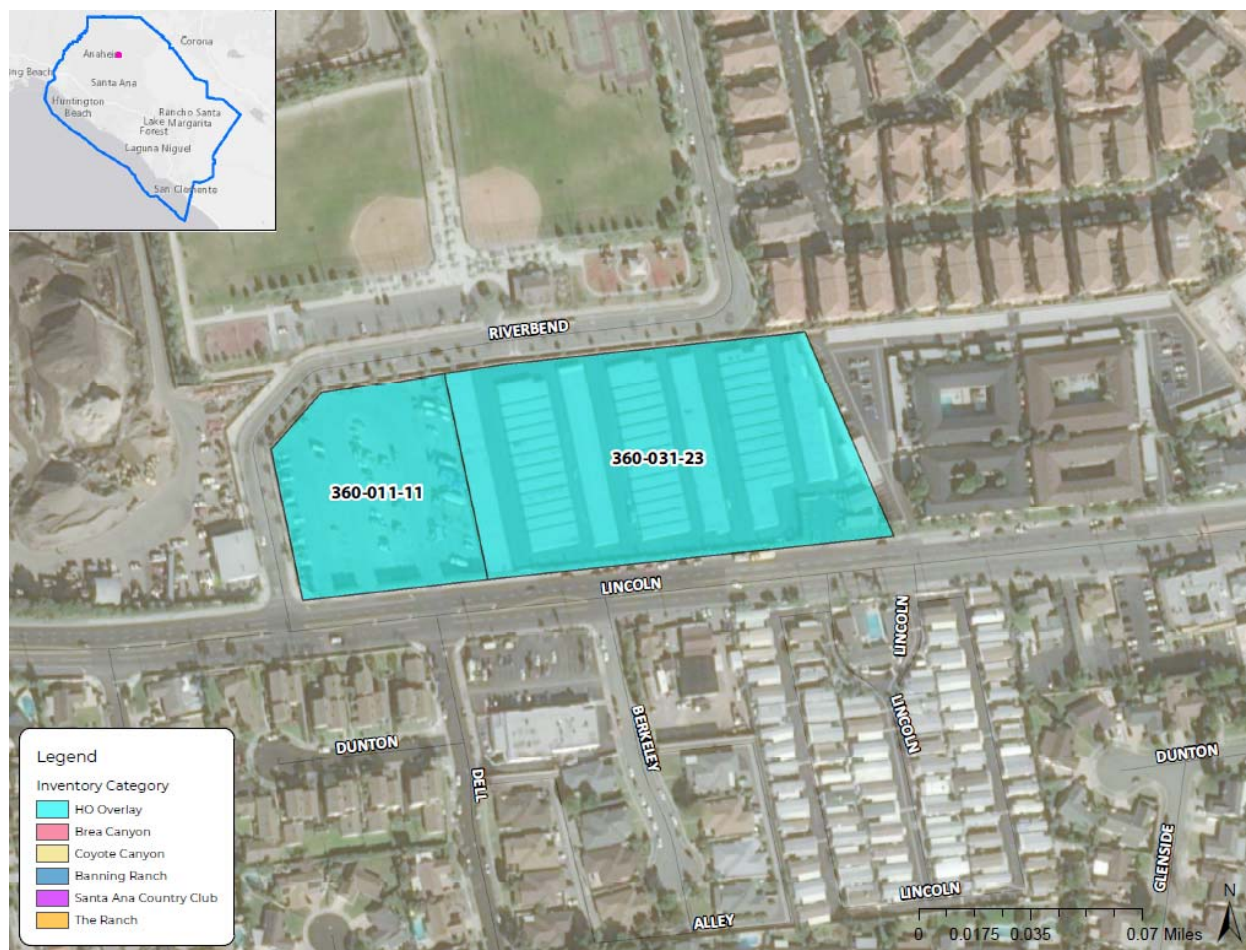 Corona
Anaheim
ing Beach
Santa Ana
Huntington
Beach
Rancho Santa
Lake Margarita
Forest
Laguna Niguel
San Clemente
RIVERBEND
360-031-23
360-011-11
LINCOLN
LINCOLN
LINCOLN
BERKELEY
DUNTON
DELL
DUNTON
GLENSIDE
LINCOLN
ALLEY
Legend
Inventory Category
HO Overlay
Brea Canyon
Coyote Canyon
Banning Ranch
Santa Ana Country Club
The Ranch
N
0 0.0175 0.035 0.07 Miles